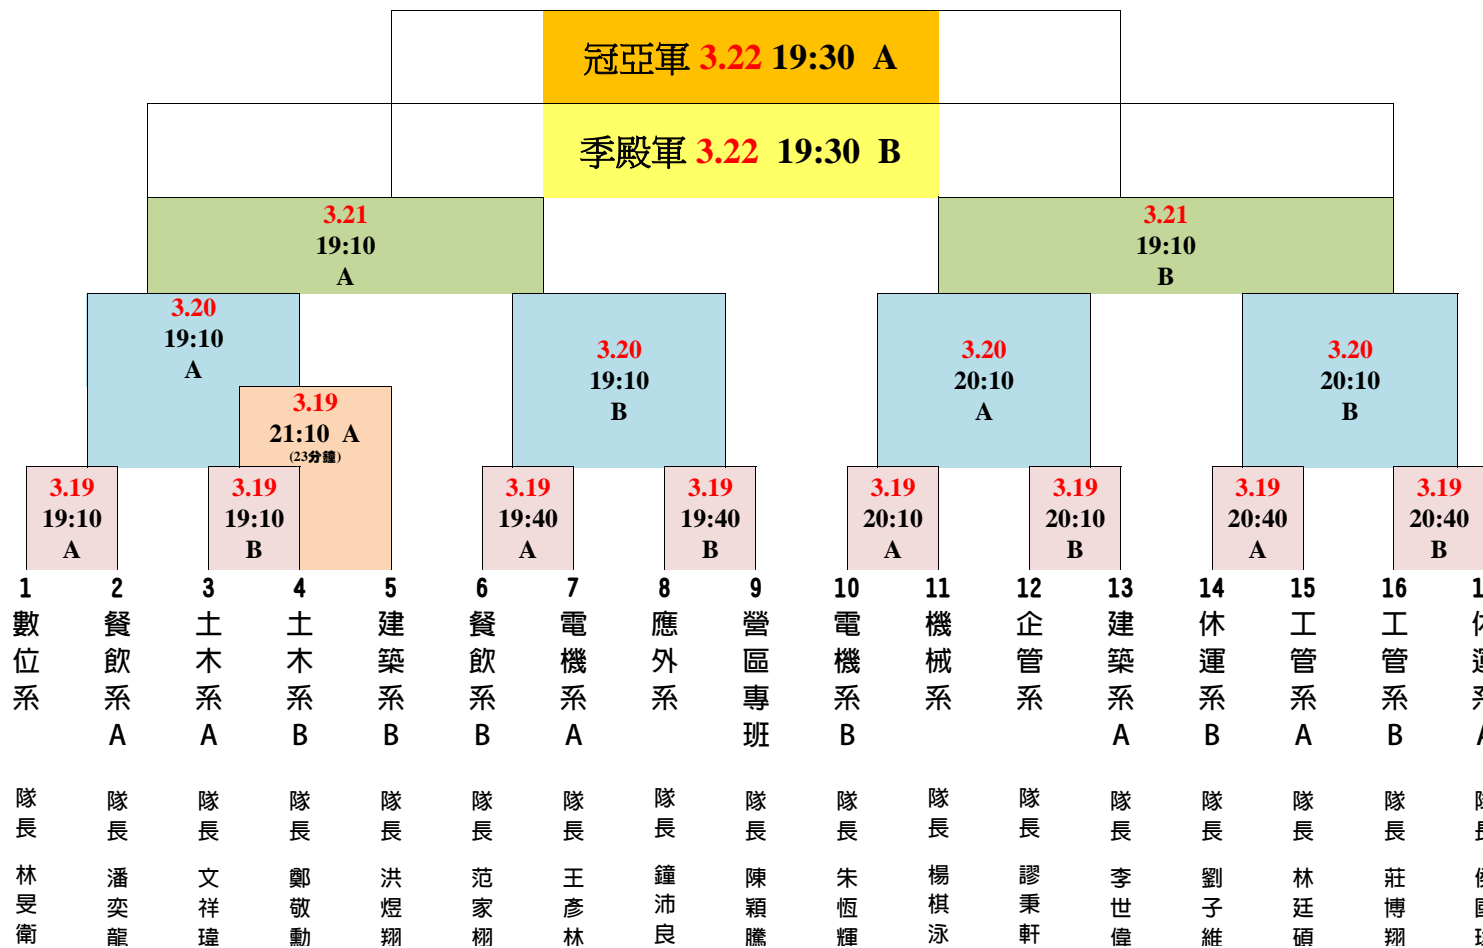 冠亞軍 3.22 19:30 A
季殿軍 3.22 19:30 B
3.21
19:10
A
3.21
19:10
B
3.20
19:10
A
3.20
19:10
B
3.20
20:10
A
3.20
20:10
B
3.19
21:10 A
(23分鐘)
3.19
19:10
A
3.19
19:10
B
3.19
19:40
A
3.19
19:40
B
3.19
20:10
A
3.19
20:10
B
3.19
20:40
A
3.19
20:40
B
1
數位系
隊長
林旻衛
2
餐飲系A
隊長
潘奕龍
3
土木系A
隊長
文祥瑋
4
土木系B
隊長
鄭敬勳
5
建築系B
隊長
洪煜翔
6
餐飲系B
隊長
范家栩
7
電機系A
隊長
王彥林
8
應外系
隊長
鐘沛良
9
營區專班
隊長
陳穎騰
10
電機系B
隊長
朱恆輝
11
機械系
隊長
楊棋泳
12
企管系
隊長
謬秉軒
13
建築系A
隊長
李世偉
14
休運系B
隊長
劉子維
15
工管系A
隊長
林廷碩
16
工管系B
隊長
莊博翔